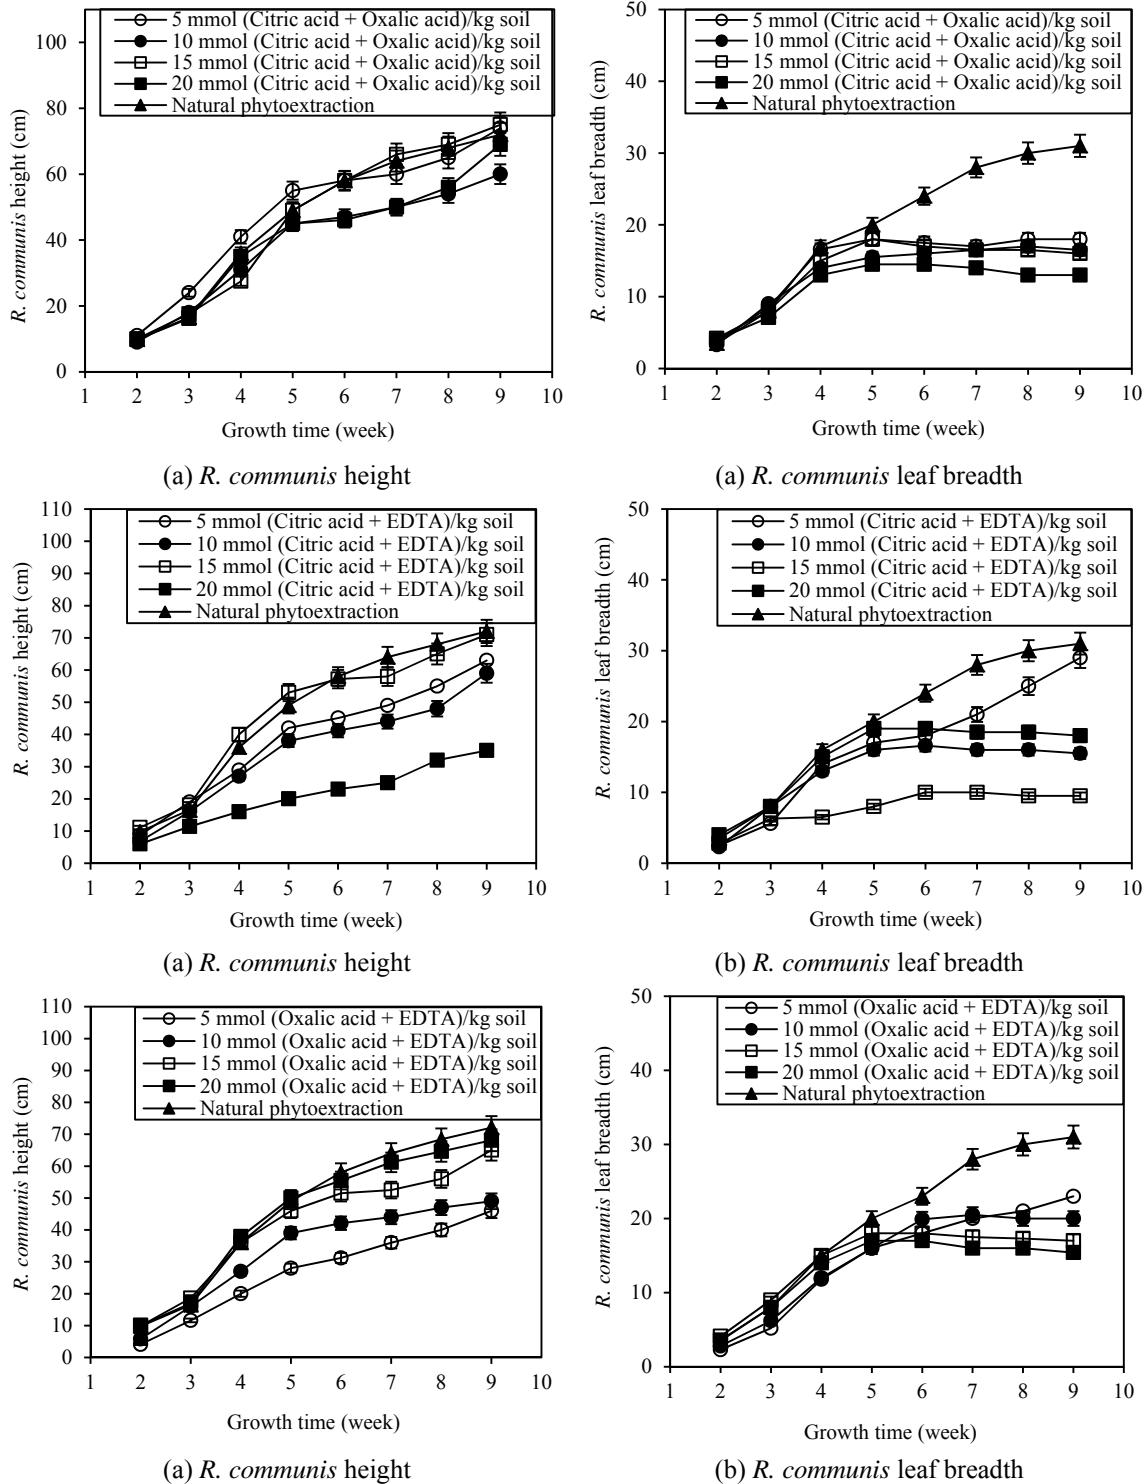 5 mmol (Citric acid + Oxalic acid)/kg soil
10 mmol (Citric acid + Oxalic acid)/kg soil
15 mmol (Citric acid + Oxalic acid)/kg soil
20 mmol (Citric acid + Oxalic acid)/kg soil
Natural phytoextraction
R. communis height (cm)
100
80
60
40
20
0
1 2 3 4 5 6 7 8 9 10
Growth time (week)
(a) R. communis height
5 mmol (Citric acid + Oxalic acid)/kg soil
10 mmol (Citric acid + Oxalic acid)/kg soil
15 mmol (Citric acid + Oxalic acid)/kg soil
20 mmol (Citric acid + Oxalic acid)/kg soil
Natural phytoextraction
R. communis leaf breadth (cm)
50
40
30
20
10
0
1 2 3 4 5 6 7 8 9 10
Growth time (week)
(a) R. communis leaf breadth
5 mmol (Citric acid + EDTA)/kg soil
10 mmol (Citric acid + EDTA)/kg soil
15 mmol (Citric acid + EDTA)/kg soil
20 mmol (Citric acid + EDTA)/kg soil
Natural phytoextraction
R. communis height (cm)
110
100
90
80
70
60
50
40
30
20
10
0
1 2 3 4 5 6 7 8 9 10
Growth time (week)
(a) R. communis height
5 mmol (Citric acid + EDTA)/kg soil
10 mmol (Citric acid + EDTA)/kg soil
15 mmol (Citric acid + EDTA)/kg soil
20 mmol (Citric acid + EDTA)/kg soil
Natural phytoextraction
R. communis leaf breadth (cm)
50
40
30
20
10
0
1 2 3 4 5 6 7 8 9 10
Growth time (week)
(b) R. communis leaf breadth
5 mmol (Oxalic acid + EDTA)/kg soil
10 mmol (Oxalic acid + EDTA)/kg soil
15 mmol (Oxalic acid + EDTA)/kg soil
20 mmol (Oxalic acid + EDTA)/kg soil
Natural phytoextraction
R. communis height (cm)
110
100
90
80
70
60
50
40
30
20
10
0
1 2 3 4 5 6 7 8 9 10
Growth time (week)
(a) R. communis height
5 mmol (Oxalic acid + EDTA)/kg soil
10 mmol (Oxalic acid + EDTA)/kg soil
15 mmol (Oxalic acid + EDTA)/kg soil
20 mmol (Oxalic acid + EDTA)/kg soil
Natural phytoextraction
R. communis leaf breadth (cm)
50
40
30
20
10
0
1 2 3 4 5 6 7 8 9 10
Growth time (week)
(b) R. communis leaf breadth